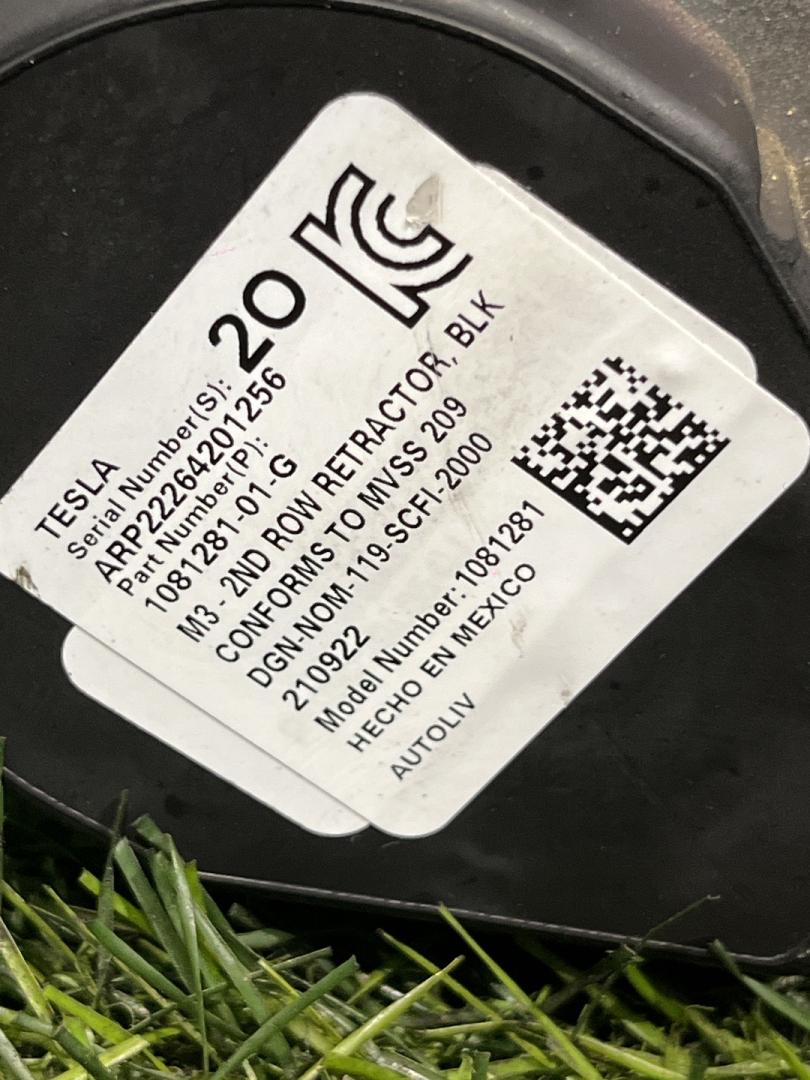 TESLA
Serial Number(S):
ARP22264201256
Part Number(P):
1081281-01-G
20
M3 - 2ND ROW RETRACTOR, BLK
CONFORMS TO MVSS 209
DGN-NOM-119-SCFI-2000
210922
Model Number: 1081281
HECHO EN MEXICO
AUTOLIV